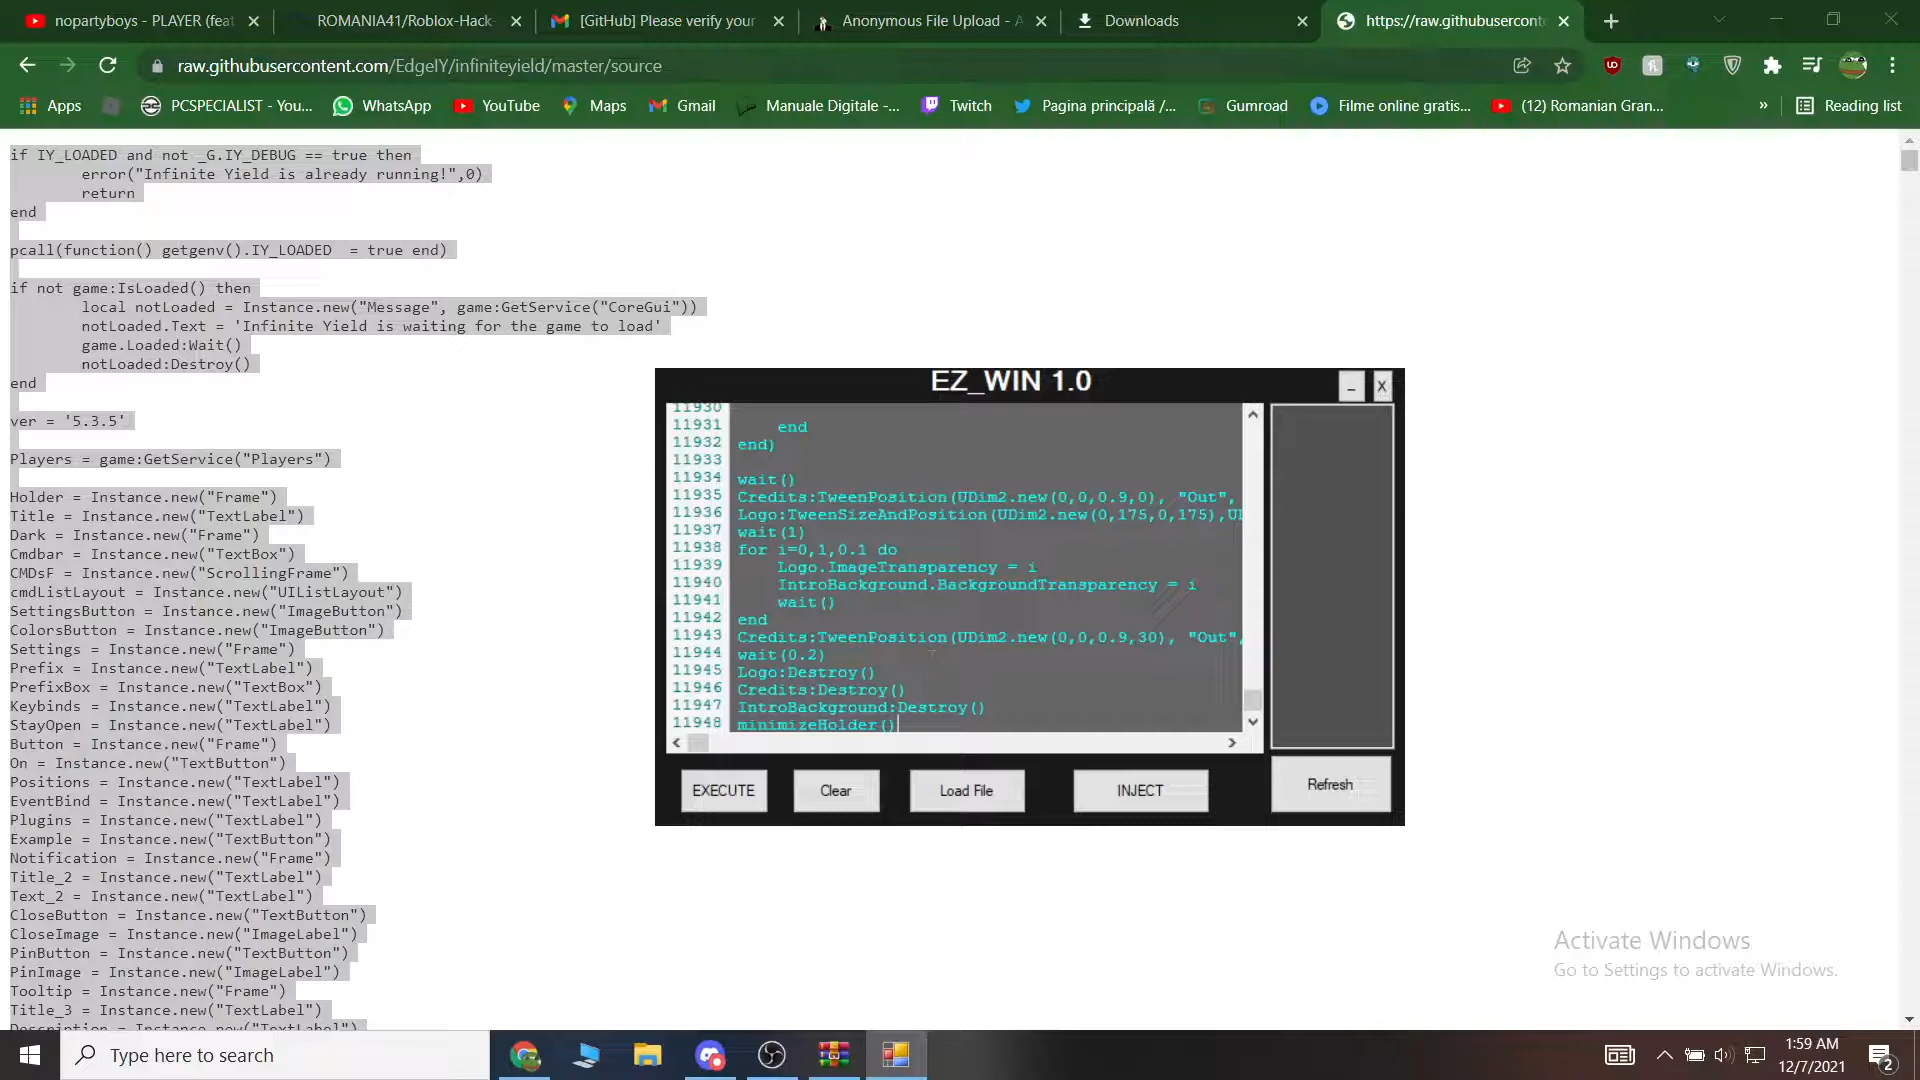 nopartyboys - PLAYER (feat
ROMANIA41/Roblox-Hack-
[GitHub] Please verify your
Anonymous File Upload - A
Downloads
https://raw.githubusercont
raw.githubusercontent.com/EdgeIY/infiniteyield/master/source
Apps
PCSPECIALIST - You...
WhatsApp
YouTube
Maps
Gmail
Manuale Digitale -...
Twitch
Pagina principală /...
Gumroad
Filme online gratis...
(12) Romanian Gran...
»
Reading list
if IY_LOADED and not _G.IY_DEBUG == true then
error("Infinite Yield is already running!",0)
return
end
pcall(function() getgenv().IY_LOADED = true end)
if not game:IsLoaded() then
local notLoaded = Instance.new("Message", game:GetService("CoreGui"))
notLoaded.Text = 'Infinite Yield is waiting for the game to load'
game.Loaded:Wait()
notLoaded:Destroy()
end
ver = '5.3.5'
Players = game:GetService("Players")
Holder = Instance.new("Frame")
Title = Instance.new("TextLabel")
Dark = Instance.new("Frame")
Cmdbar = Instance.new("TextBox")
CMDsF = Instance.new("ScrollingFrame")
cmdListLayout = Instance.new("UIListLayout")
SettingsButton = Instance.new("ImageButton")
ColorsButton = Instance.new("ImageButton")
Settings = Instance.new("Frame")
Prefix = Instance.new("TextLabel")
PrefixBox = Instance.new("TextBox")
Keybinds = Instance.new("TextLabel")
StayOpen = Instance.new("TextLabel")
Button = Instance.new("Frame")
On = Instance.new("TextButton")
Positions = Instance.new("TextLabel")
EventBind = Instance.new("TextLabel")
Plugins = Instance.new("TextLabel")
Example = Instance.new("TextButton")
Notification = Instance.new("Frame")
Title_2 = Instance.new("TextLabel")
Text_2 = Instance.new("TextLabel")
CloseButton = Instance.new("TextButton")
CloseImage = Instance.new("ImageLabel")
PinButton = Instance.new("TextButton")
PinImage = Instance.new("ImageLabel")
Tooltip = Instance.new("Frame")
Title_3 = Instance.new("TextLabel")
Description = Instance.new("TextLabel")
EZ_WIN 1.0
_ X
11930
11931 end
11932 end)
11933
11934 wait()
11935 Credits:TweenPosition(UDim2.new(0,0,0.9,0), "Out",
11936 Logo:TweenSizeAndPosition(UDim2.new(0,175,0,175),UD
11937 wait(1)
11938 for i=0,1,0.1 do
11939 Logo.ImageTransparency = i
11940 IntroBackground.BackgroundTransparency = i
11941 wait()
11942 end
11943 Credits:TweenPosition(UDim2.new(0,0,0.9,30), "Out",
11944 wait(0.2)
11945 Logo:Destroy()
11946 Credits:Destroy()
11947 IntroBackground:Destroy()
11948 minimizeHolder()
EXECUTE
Clear
Load File
INJECT
Refresh
Activate Windows
Go to Settings to activate Windows.
Type here to search
1:59 AM
12/7/2021
2